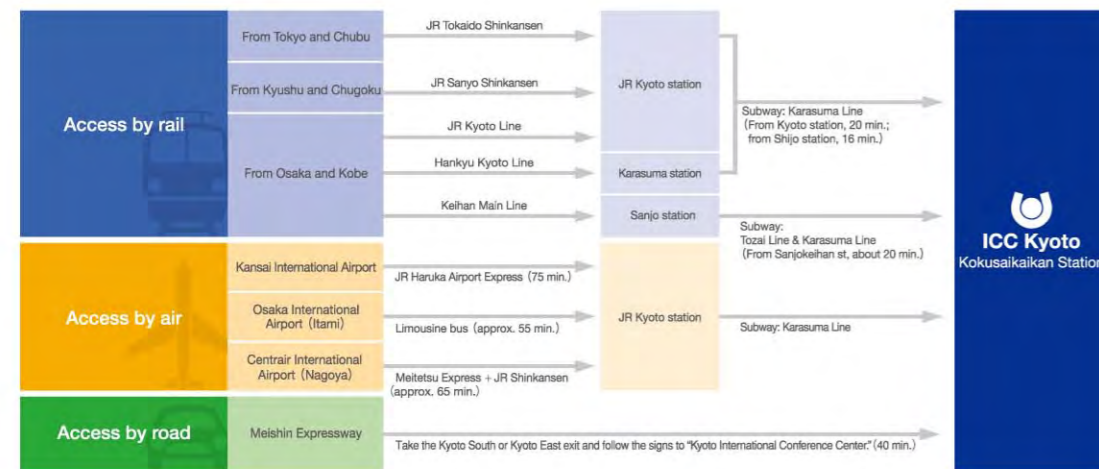 Access by rail
From Tokyo and Chubu
JR Tokaido Shinkansen
From Kyushu and Chugoku
JR Sanyo Shinkansen
JR Kyoto station
From Osaka and Kobe
JR Kyoto Line
Hankyu Kyoto Line
Karasuma station
Keihan Main Line
Sanjo station
Subway: Karasuma Line
(From Kyoto station, 20 min.;
from Shijo station, 16 min.)
Subway:
Tozai Line & Karasuma Line
(From Sanjokeihan st, about 20 min.)
Access by air
Kansai International Airport
JR Haruka Airport Express (75 min.)
Osaka International
Airport (Itami)
Limousine bus (approx. 55 min.)
Centrair International
Airport (Nagoya)
Meitetsu Express + JR Shinkansen
(approx. 65 min.)
JR Kyoto station
Subway: Karasuma Line
Access by road
Meishin Expressway
Take the Kyoto South or Kyoto East exit and follow the signs to "Kyoto International Conference Center." (40 min.)
ICC Kyoto
Kokusaikaikan Station